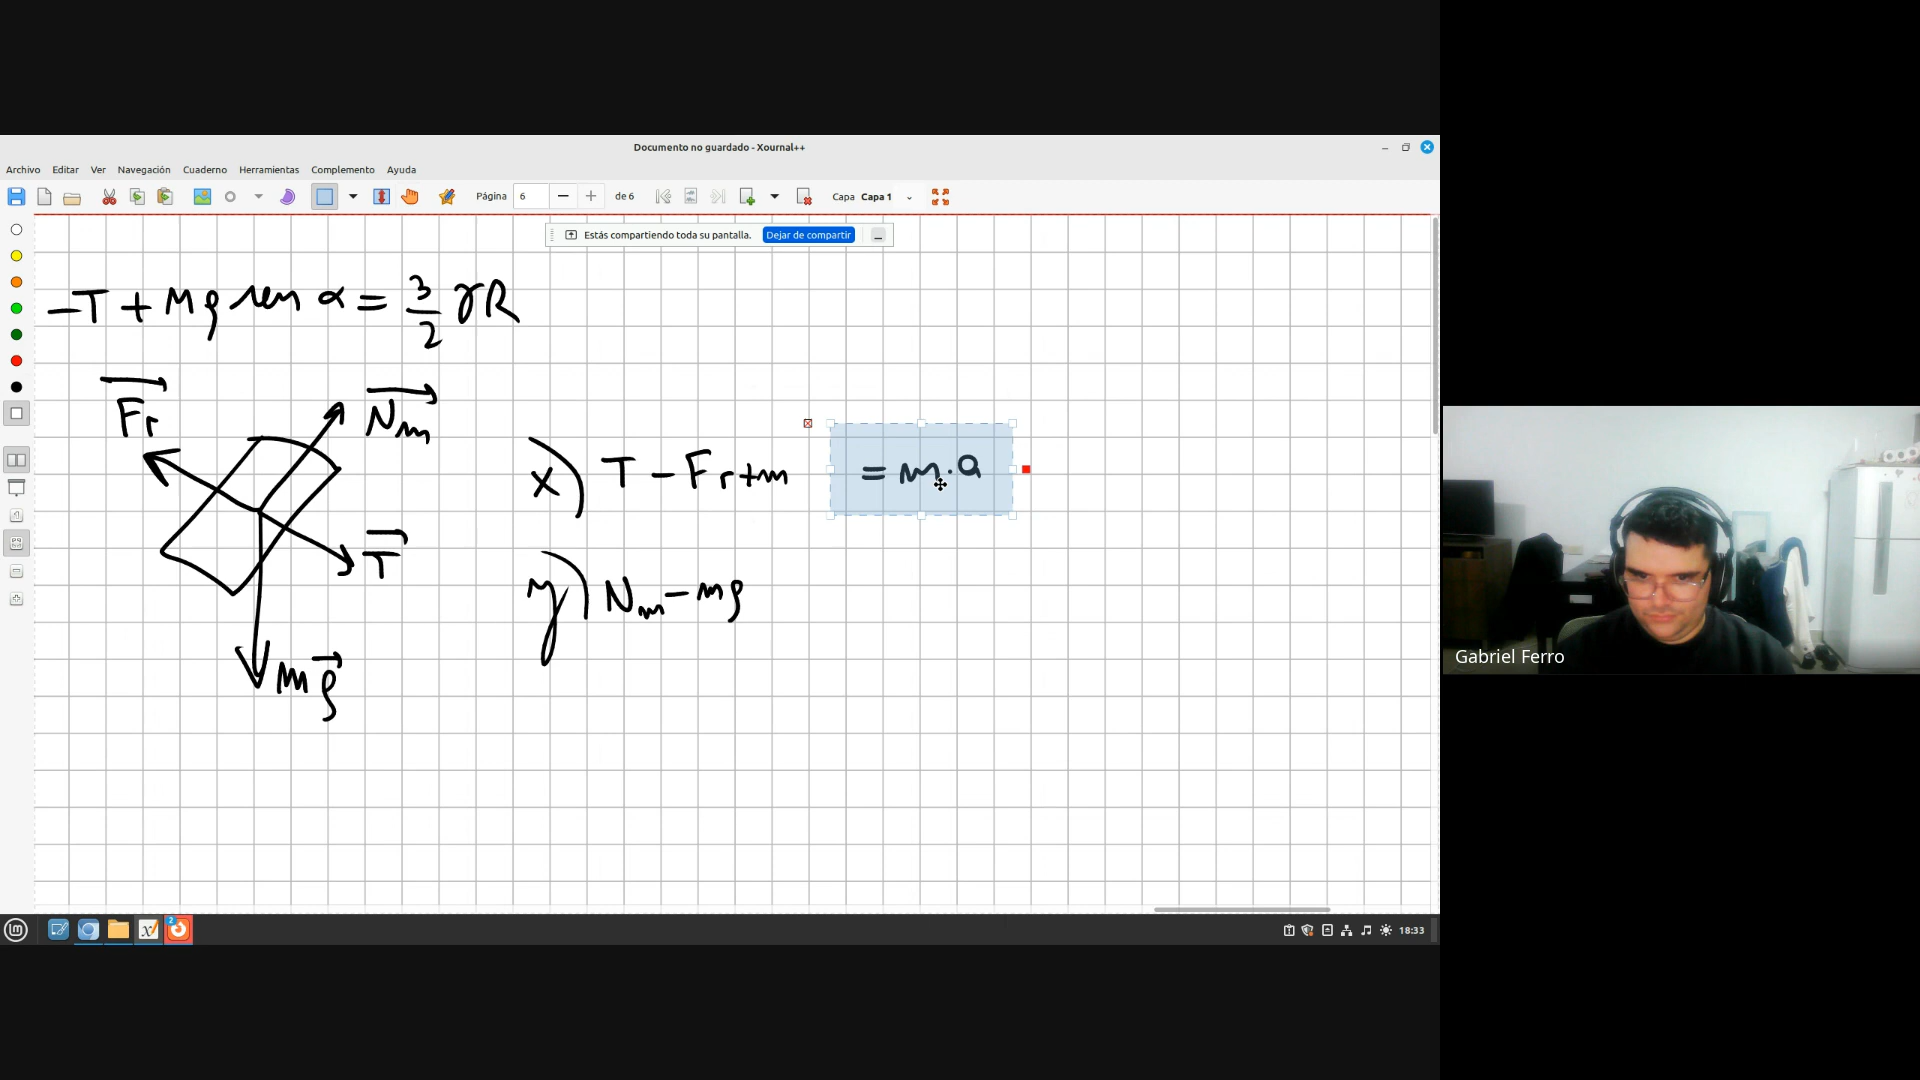 Documento no guardado - Xournal++
Archivo Editar Ver Navegación Cuaderno Herramientas Complemento Ayuda
Página 6 de 6 Capa Capa 1
Estás compartiendo toda su pantalla. Dejar de compartir
-T + Mg sen α = 3/2 γR
Fr
Nm
T
mg
x) T - Fr + m = m.a
y) Nm - mg
Gabriel Ferro
2
18:33